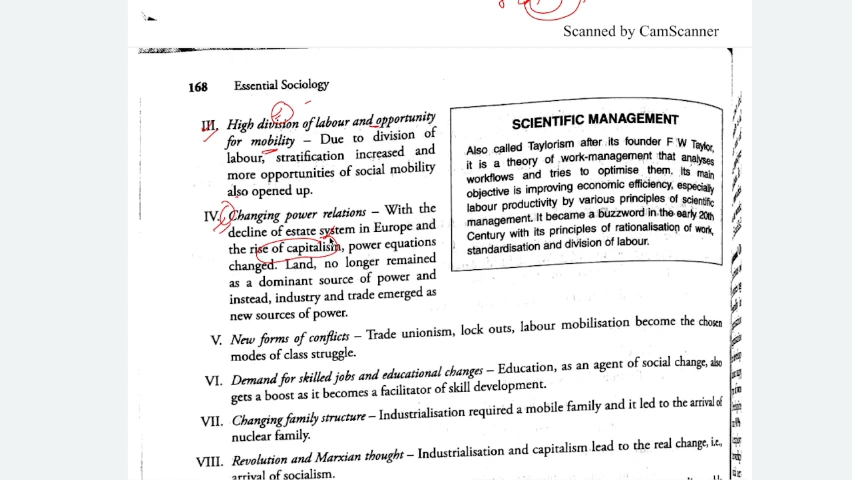 Scanned by CamScanner
168 Essential Sociology
III. High division of labour and opportunity
for mobility – Due to division of
labour, stratification increased and
more opportunities of social mobility
also opened up.
IV. Changing power relations – With the
decline of estate system in Europe and
the rise of capitalism, power equations
changed. Land, no longer remained
as a dominant source of power and
instead, industry and trade emerged as
new sources of power.
SCIENTIFIC MANAGEMENT
Also called Taylorism after its founder F W Taylor,
it is a theory of work-management that analyses
workflows and tries to optimise them. Its main
objective is improving economic efficiency, especially
labour productivity by various principles of scientific
management. It became a buzzword in the early 20th
Century with its principles of rationalisation of work,
standardisation and division of labour.
V. New forms of conflicts – Trade unionism, lock outs, labour mobilisation become the chosen
modes of class struggle.
VI. Demand for skilled jobs and educational changes – Education, as an agent of social change, also
gets a boost as it becomes a facilitator of skill development.
VII. Changing family structure – Industrialisation required a mobile family and it led to the arrival of
nuclear family.
VIII. Revolution and Marxian thought – Industrialisation and capitalism lead to the real change, i.e.,
arrival of socialism.